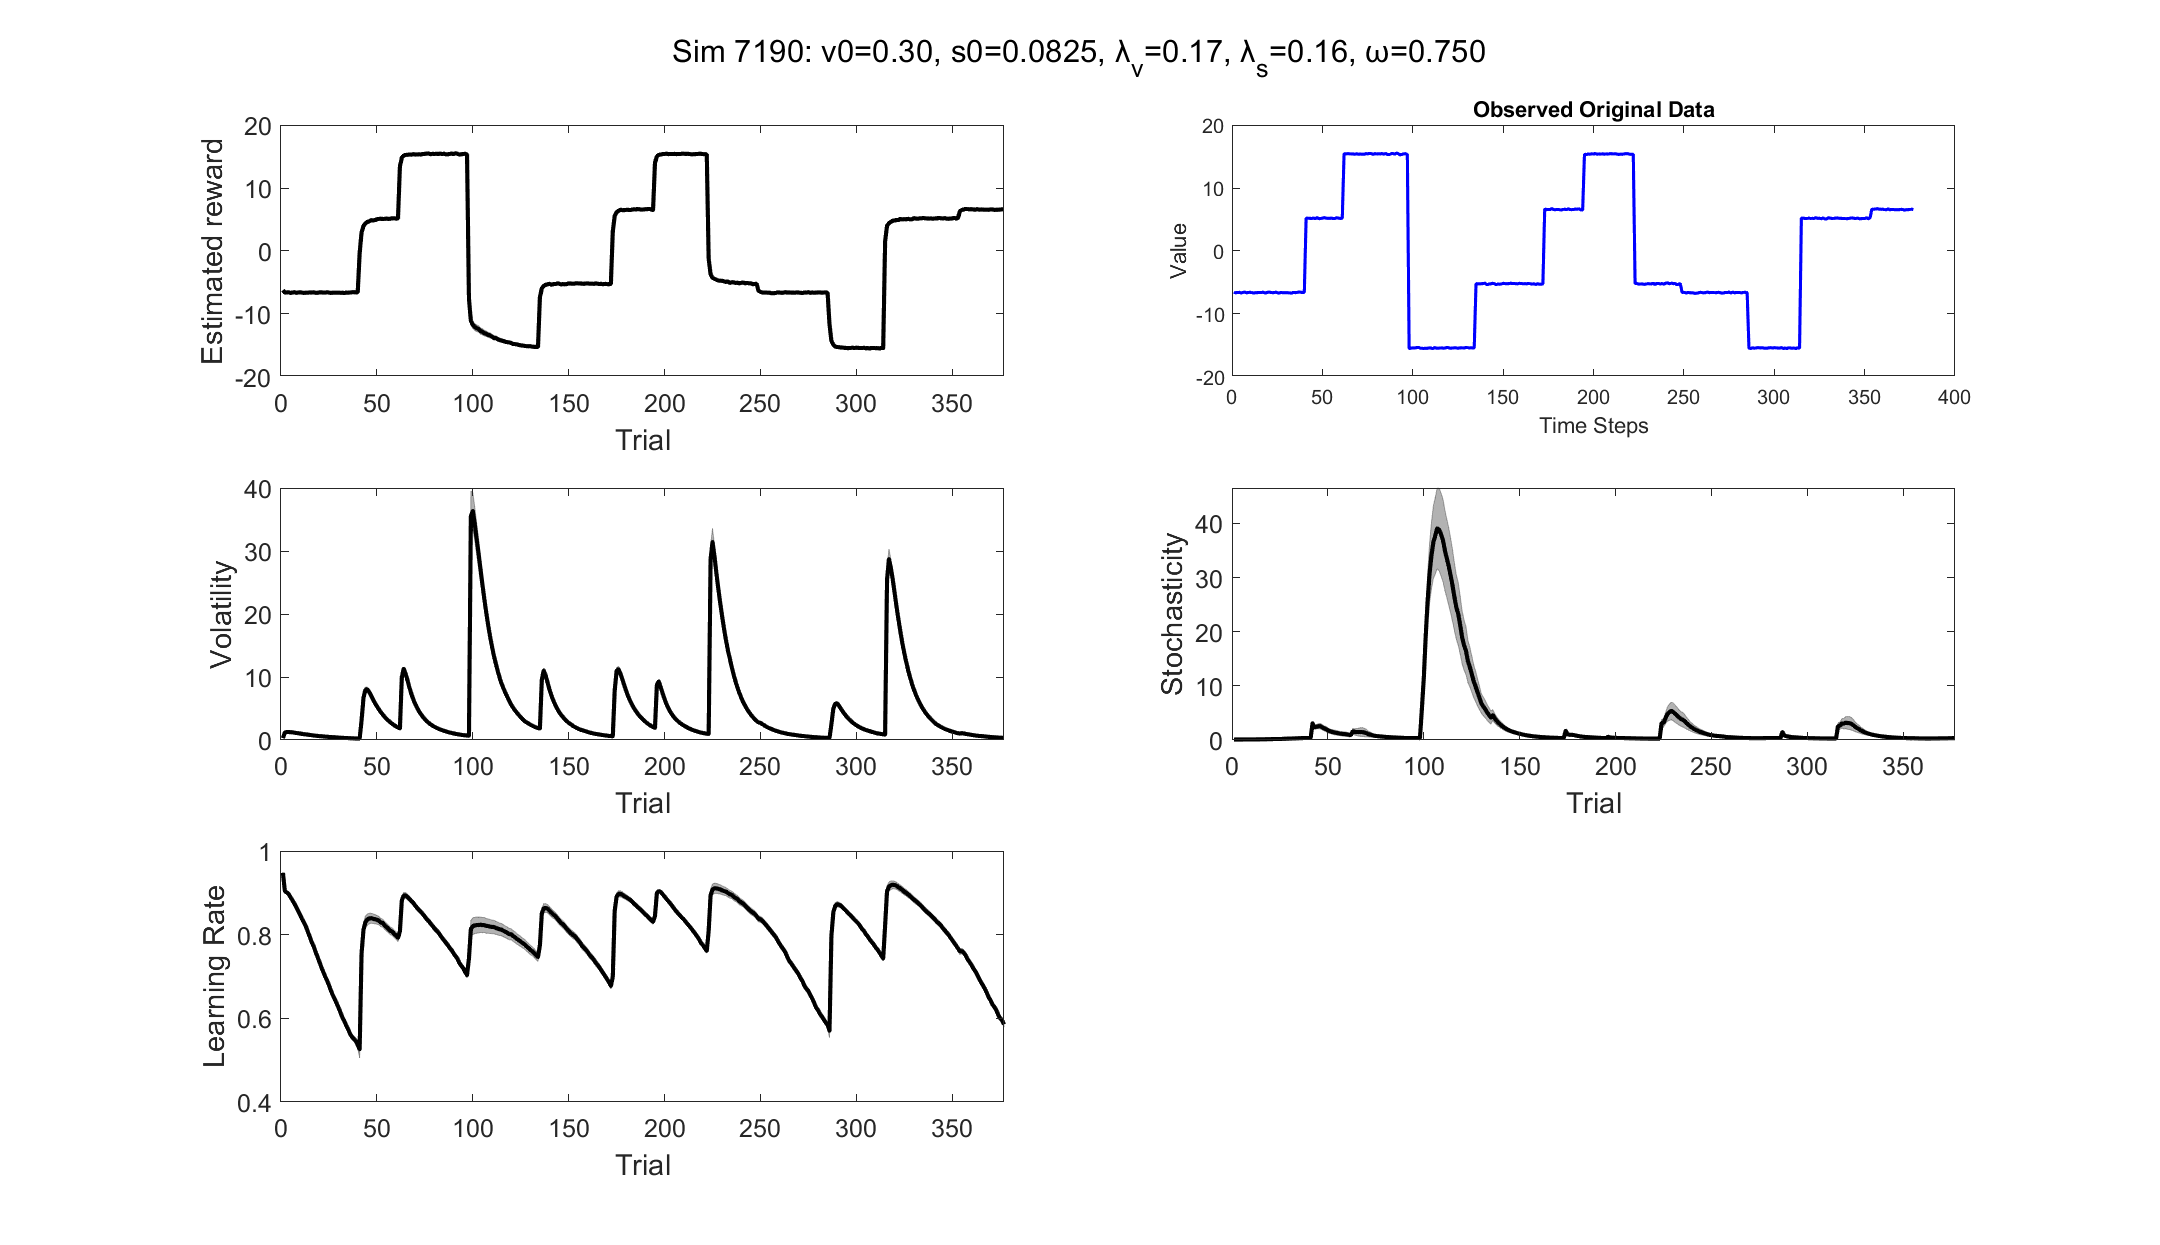 Sim 7190: v0=0.30, s0=0.0825, λ_v=0.17, λ_s=0.16, ω=0.750
20
10
0
-10
-20
Estimated reward
0 50 100 150 200 250 300 350
Trial
Observed Original Data
20
10
0
-10
-20
Value
0 50 100 150 200 250 300 350 400
Time Steps
40
30
20
10
0
Volatility
0 50 100 150 200 250 300 350
Trial
40
30
20
10
0
Stochasticity
0 50 100 150 200 250 300 350
Trial
1
0.8
0.6
0.4
Learning Rate
0 50 100 150 200 250 300 350
Trial